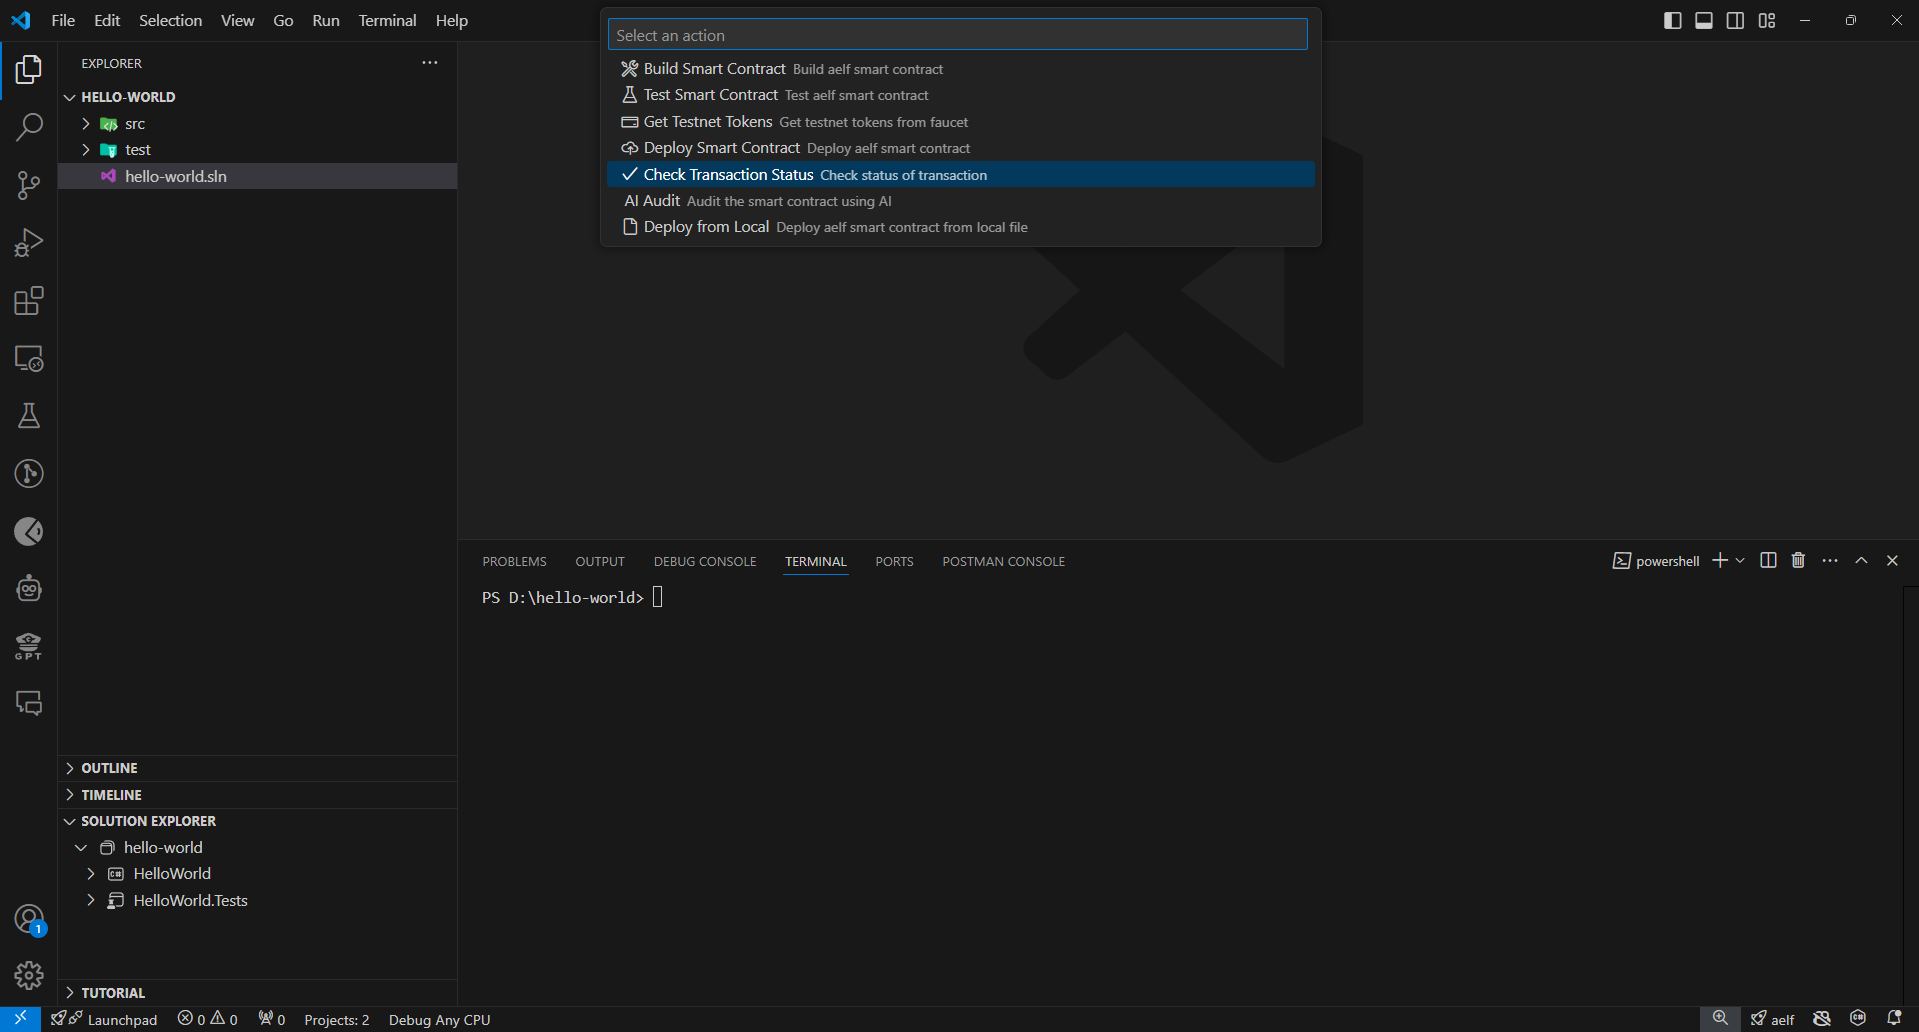 File Edit Selection View Go Run Terminal Help
Select an action
Build Smart Contract Build aelf smart contract
Test Smart Contract Test aelf smart contract
Get Testnet Tokens Get testnet tokens from faucet
Deploy Smart Contract Deploy aelf smart contract
Check Transaction Status Check status of transaction
AI Audit Audit the smart contract using AI
Deploy from Local Deploy aelf smart contract from local file
EXPLORER
HELLO-WORLD
src
test
hello-world.sln
GPT
OUTLINE
TIMELINE
SOLUTION EXPLORER
hello-world
C# HelloWorld
HelloWorld.Tests
1
TUTORIAL
PROBLEMS OUTPUT DEBUG CONSOLE TERMINAL PORTS POSTMAN CONSOLE
powershell
PS D:\hello-world>
Launchpad 0 0 0 Projects: 2 Debug Any CPU
aelf